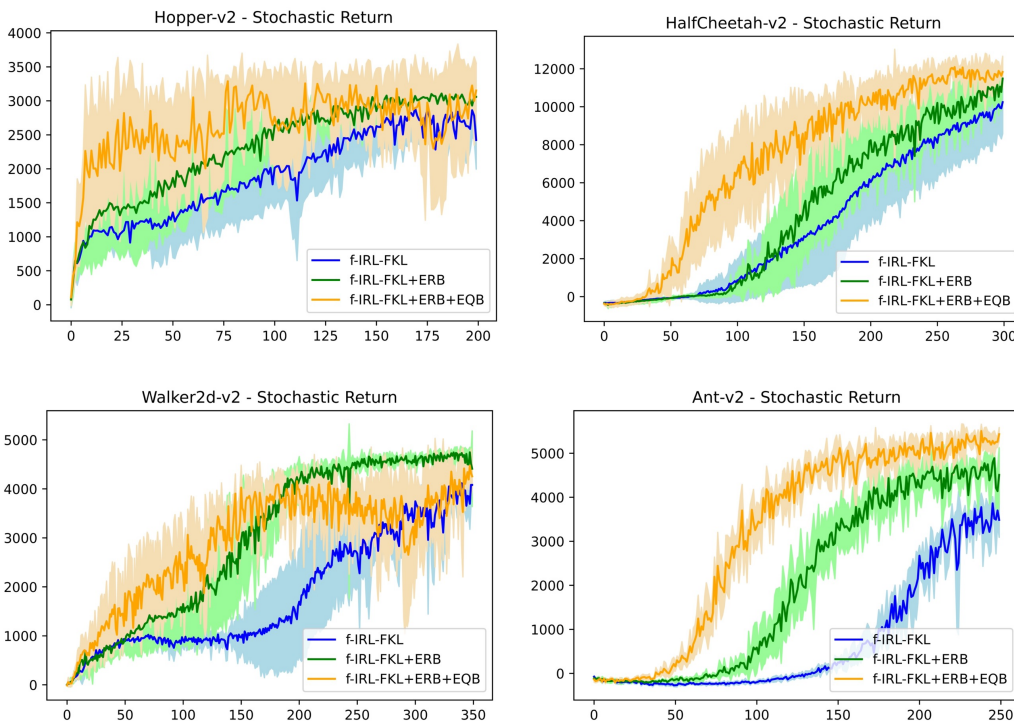 Hopper-v2 - Stochastic Return
4000
3500
3000
2500
2000
1500
1000
500
0
f-IRL-FKL
f-IRL-FKL+ERB
f-IRL-FKL+ERB+EQB
0 25 50 75 100 125 150 175 200
HalfCheetah-v2 - Stochastic Return
12000
10000
8000
6000
4000
2000
0
f-IRL-FKL
f-IRL-FKL+ERB
f-IRL-FKL+ERB+EQB
0 50 100 150 200 250 300
Walker2d-v2 - Stochastic Return
5000
4000
3000
2000
1000
0
f-IRL-FKL
f-IRL-FKL+ERB
f-IRL-FKL+ERB+EQB
0 50 100 150 200 250 300 350
Ant-v2 - Stochastic Return
5000
4000
3000
2000
1000
0
f-IRL-FKL
f-IRL-FKL+ERB
f-IRL-FKL+ERB+EQB
0 50 100 150 200 250